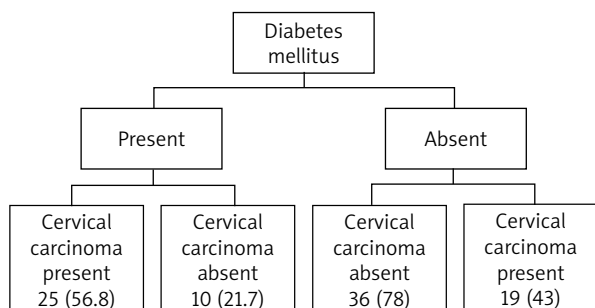 Diabetes
mellitus
Present
Absent
Cervical
carcinoma
present
25 (56.8)
Cervical
carcinoma
absent
10 (21.7)
Cervical
carcinoma
absent
36 (78)
Cervical
carcinoma
present
19 (43)